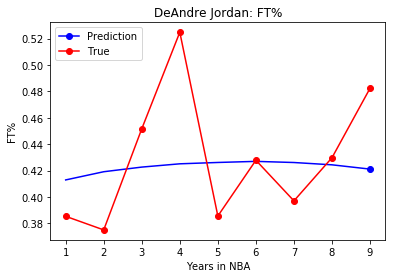 DeAndre Jordan: FT%
Prediction
True
0.52
0.50
0.48
0.46
0.44
0.42
0.40
0.38
FT%
1 2 3 4 5 6 7 8 9
Years in NBA